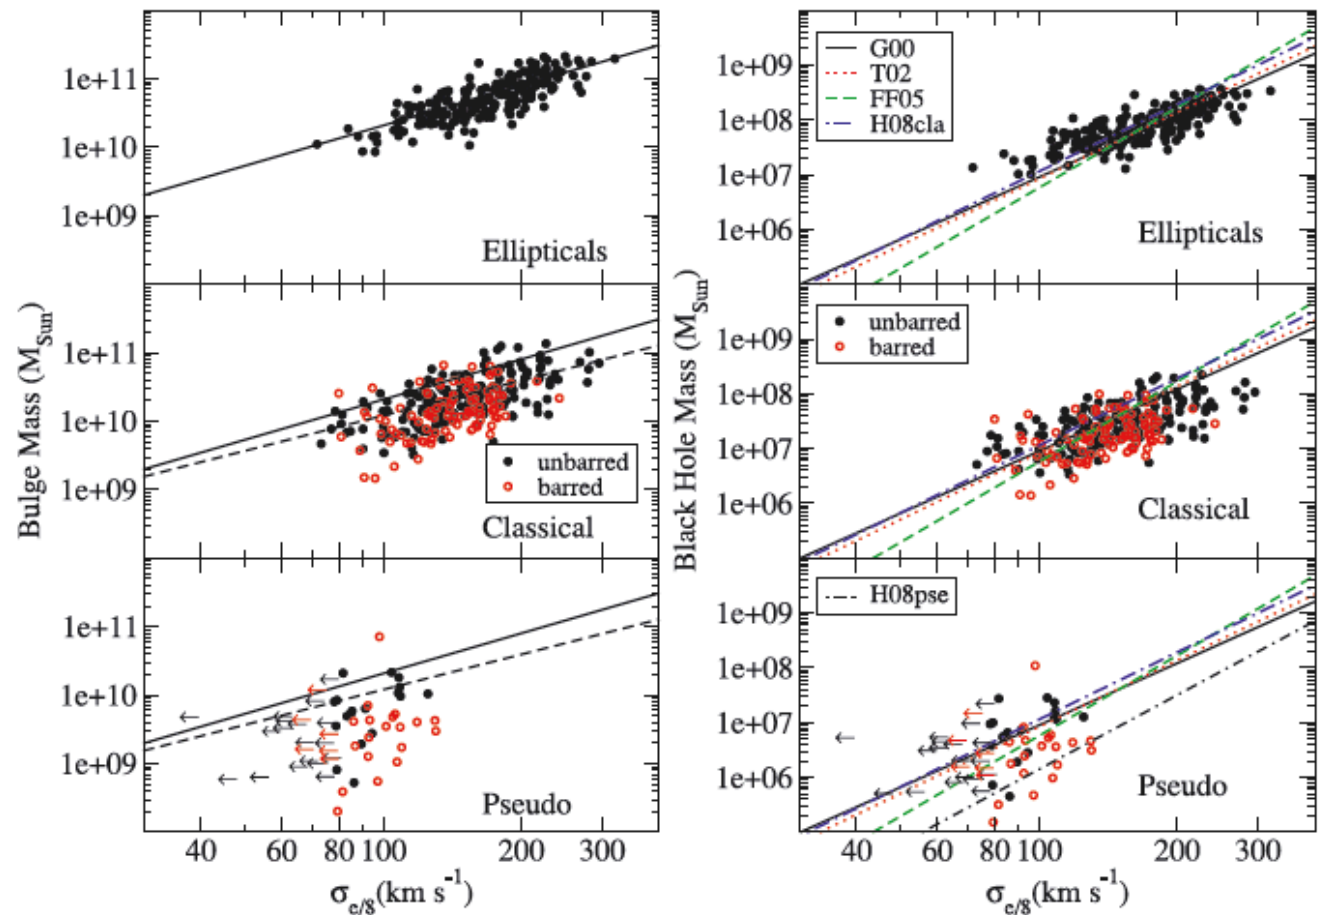 Bulge Mass (M_Sun)
1e+11
1e+10
1e+09
Ellipticals
1e+11
1e+10
1e+09
unbarred
barred
Classical
1e+11
1e+10
1e+09
Pseudo
40 60 80 100 200 300
σ_e/8 (km s⁻¹)
Black Hole Mass (M_Sun)
G00
T02
FF05
H08cla
1e+09
1e+08
1e+07
1e+06
Ellipticals
unbarred
barred
1e+09
1e+08
1e+07
1e+06
Classical
H08pse
1e+09
1e+08
1e+07
1e+06
Pseudo
40 60 80 100 200 300
σ_e/8 (km s⁻¹)